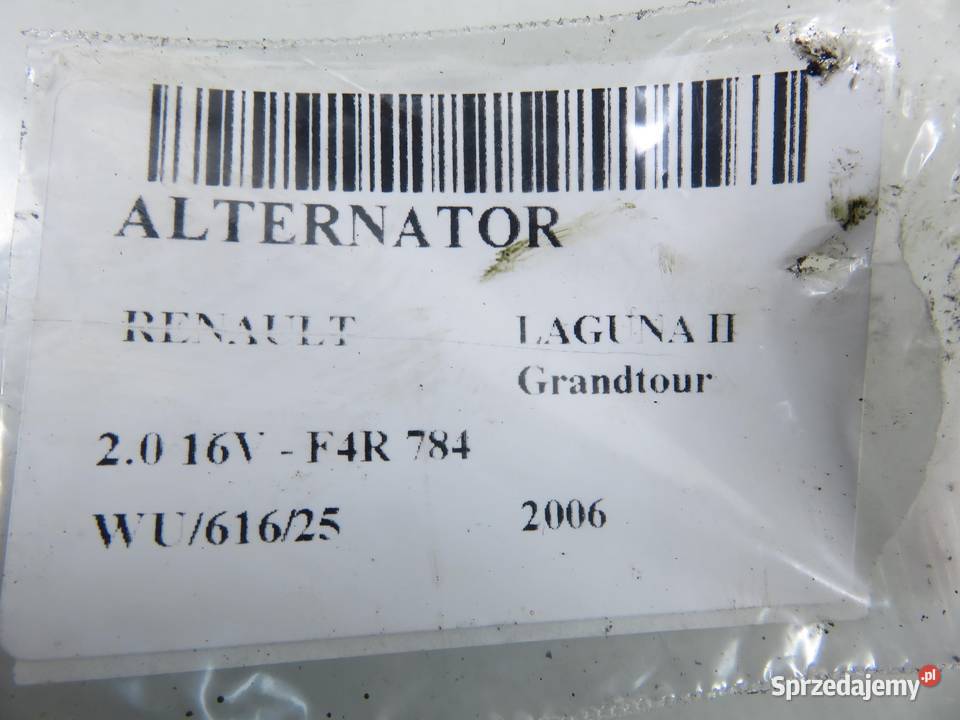 ALTERNATOR
RENAULT LAGUNA II
Grandtour
2.0 16V - F4R 784
WU/616/25 2006
Sprzedajemy.pl